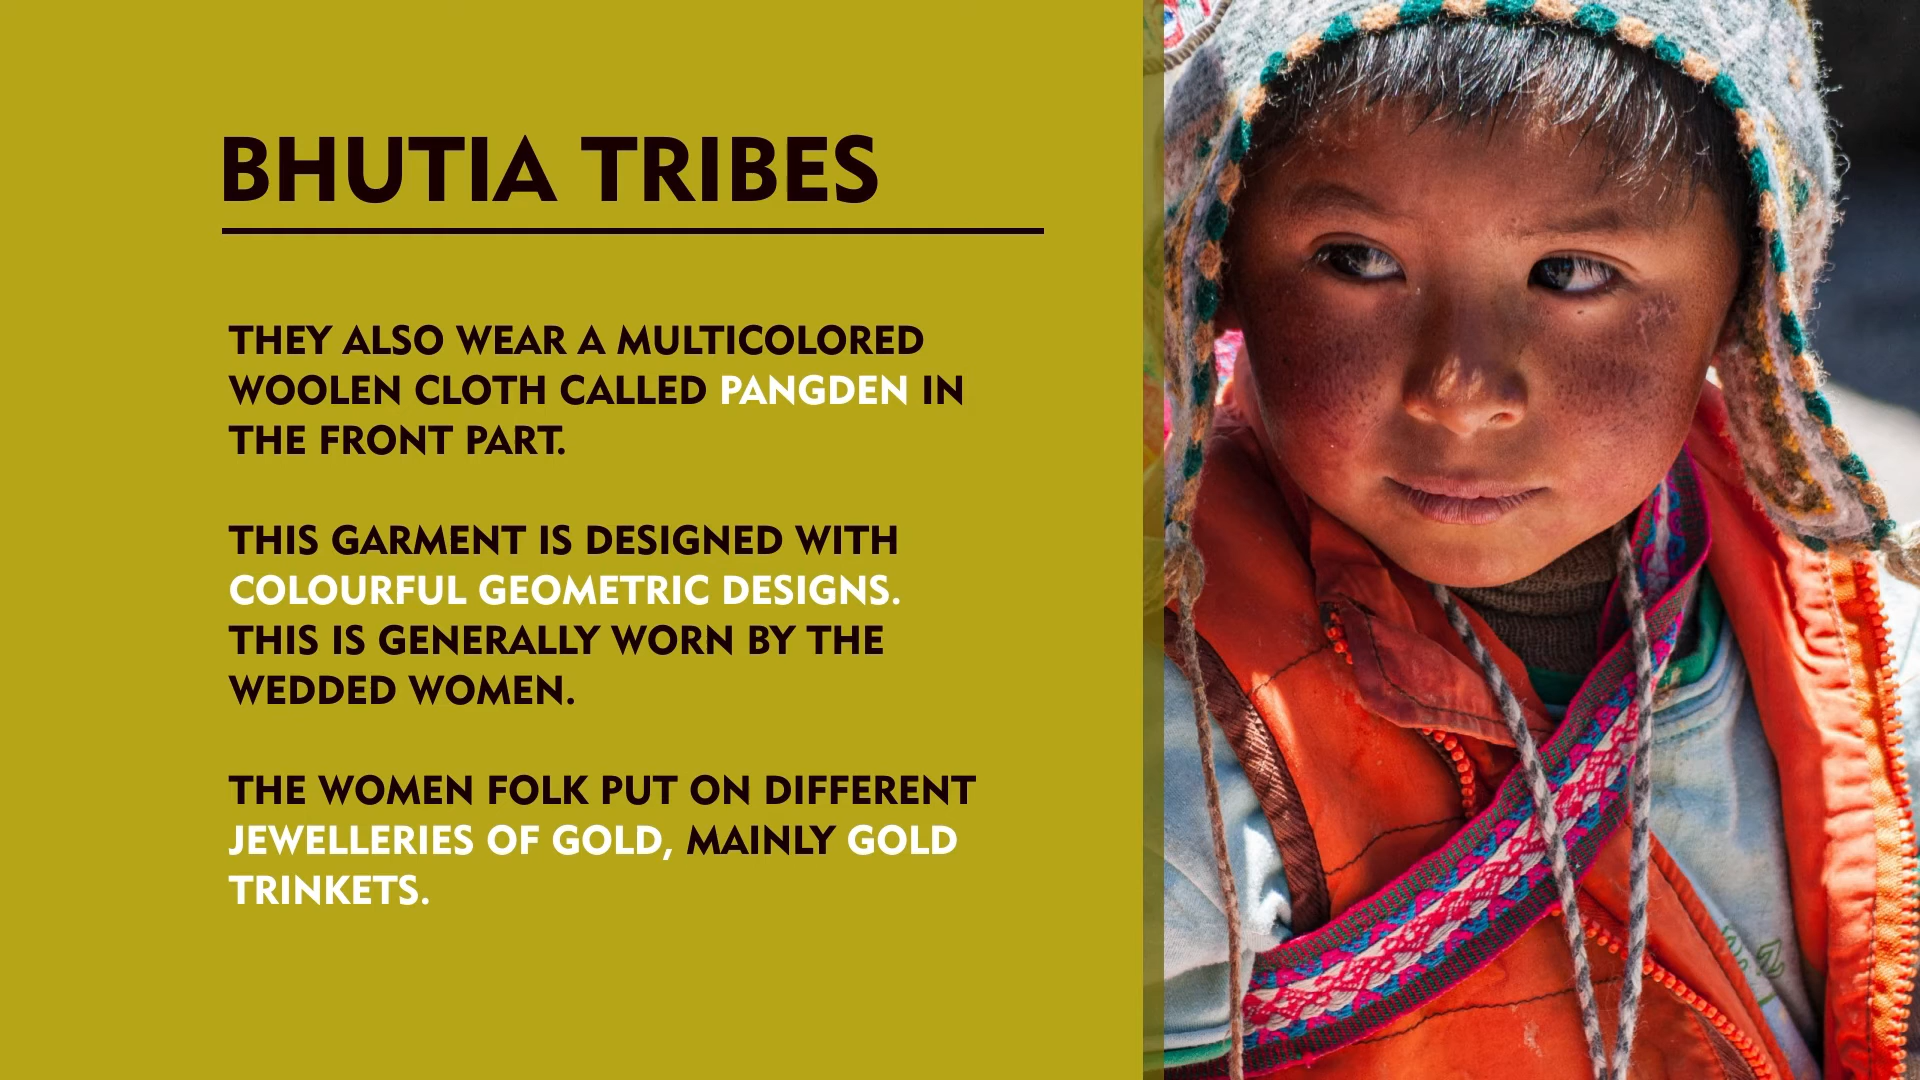 BHUTIA TRIBES
THEY ALSO WEAR A MULTICOLORED
WOOLEN CLOTH CALLED PANGDEN IN
THE FRONT PART.
THIS GARMENT IS DESIGNED WITH
COLOURFUL GEOMETRIC DESIGNS.
THIS IS GENERALLY WORN BY THE
WEDDED WOMEN.
THE WOMEN FOLK PUT ON DIFFERENT
JEWELLERIES OF GOLD, MAINLY GOLD
TRINKETS.